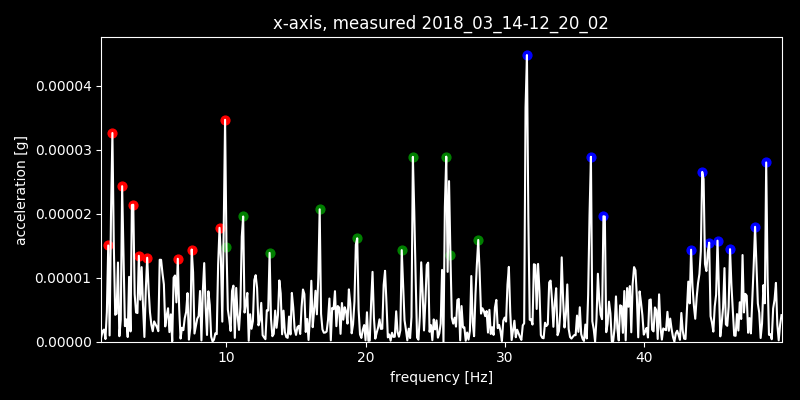 x-axis, measured 2018_03_14-12_20_02
acceleration [g]
0.00004
0.00003
0.00002
0.00001
0.00000
10 20 30 40
frequency [Hz]